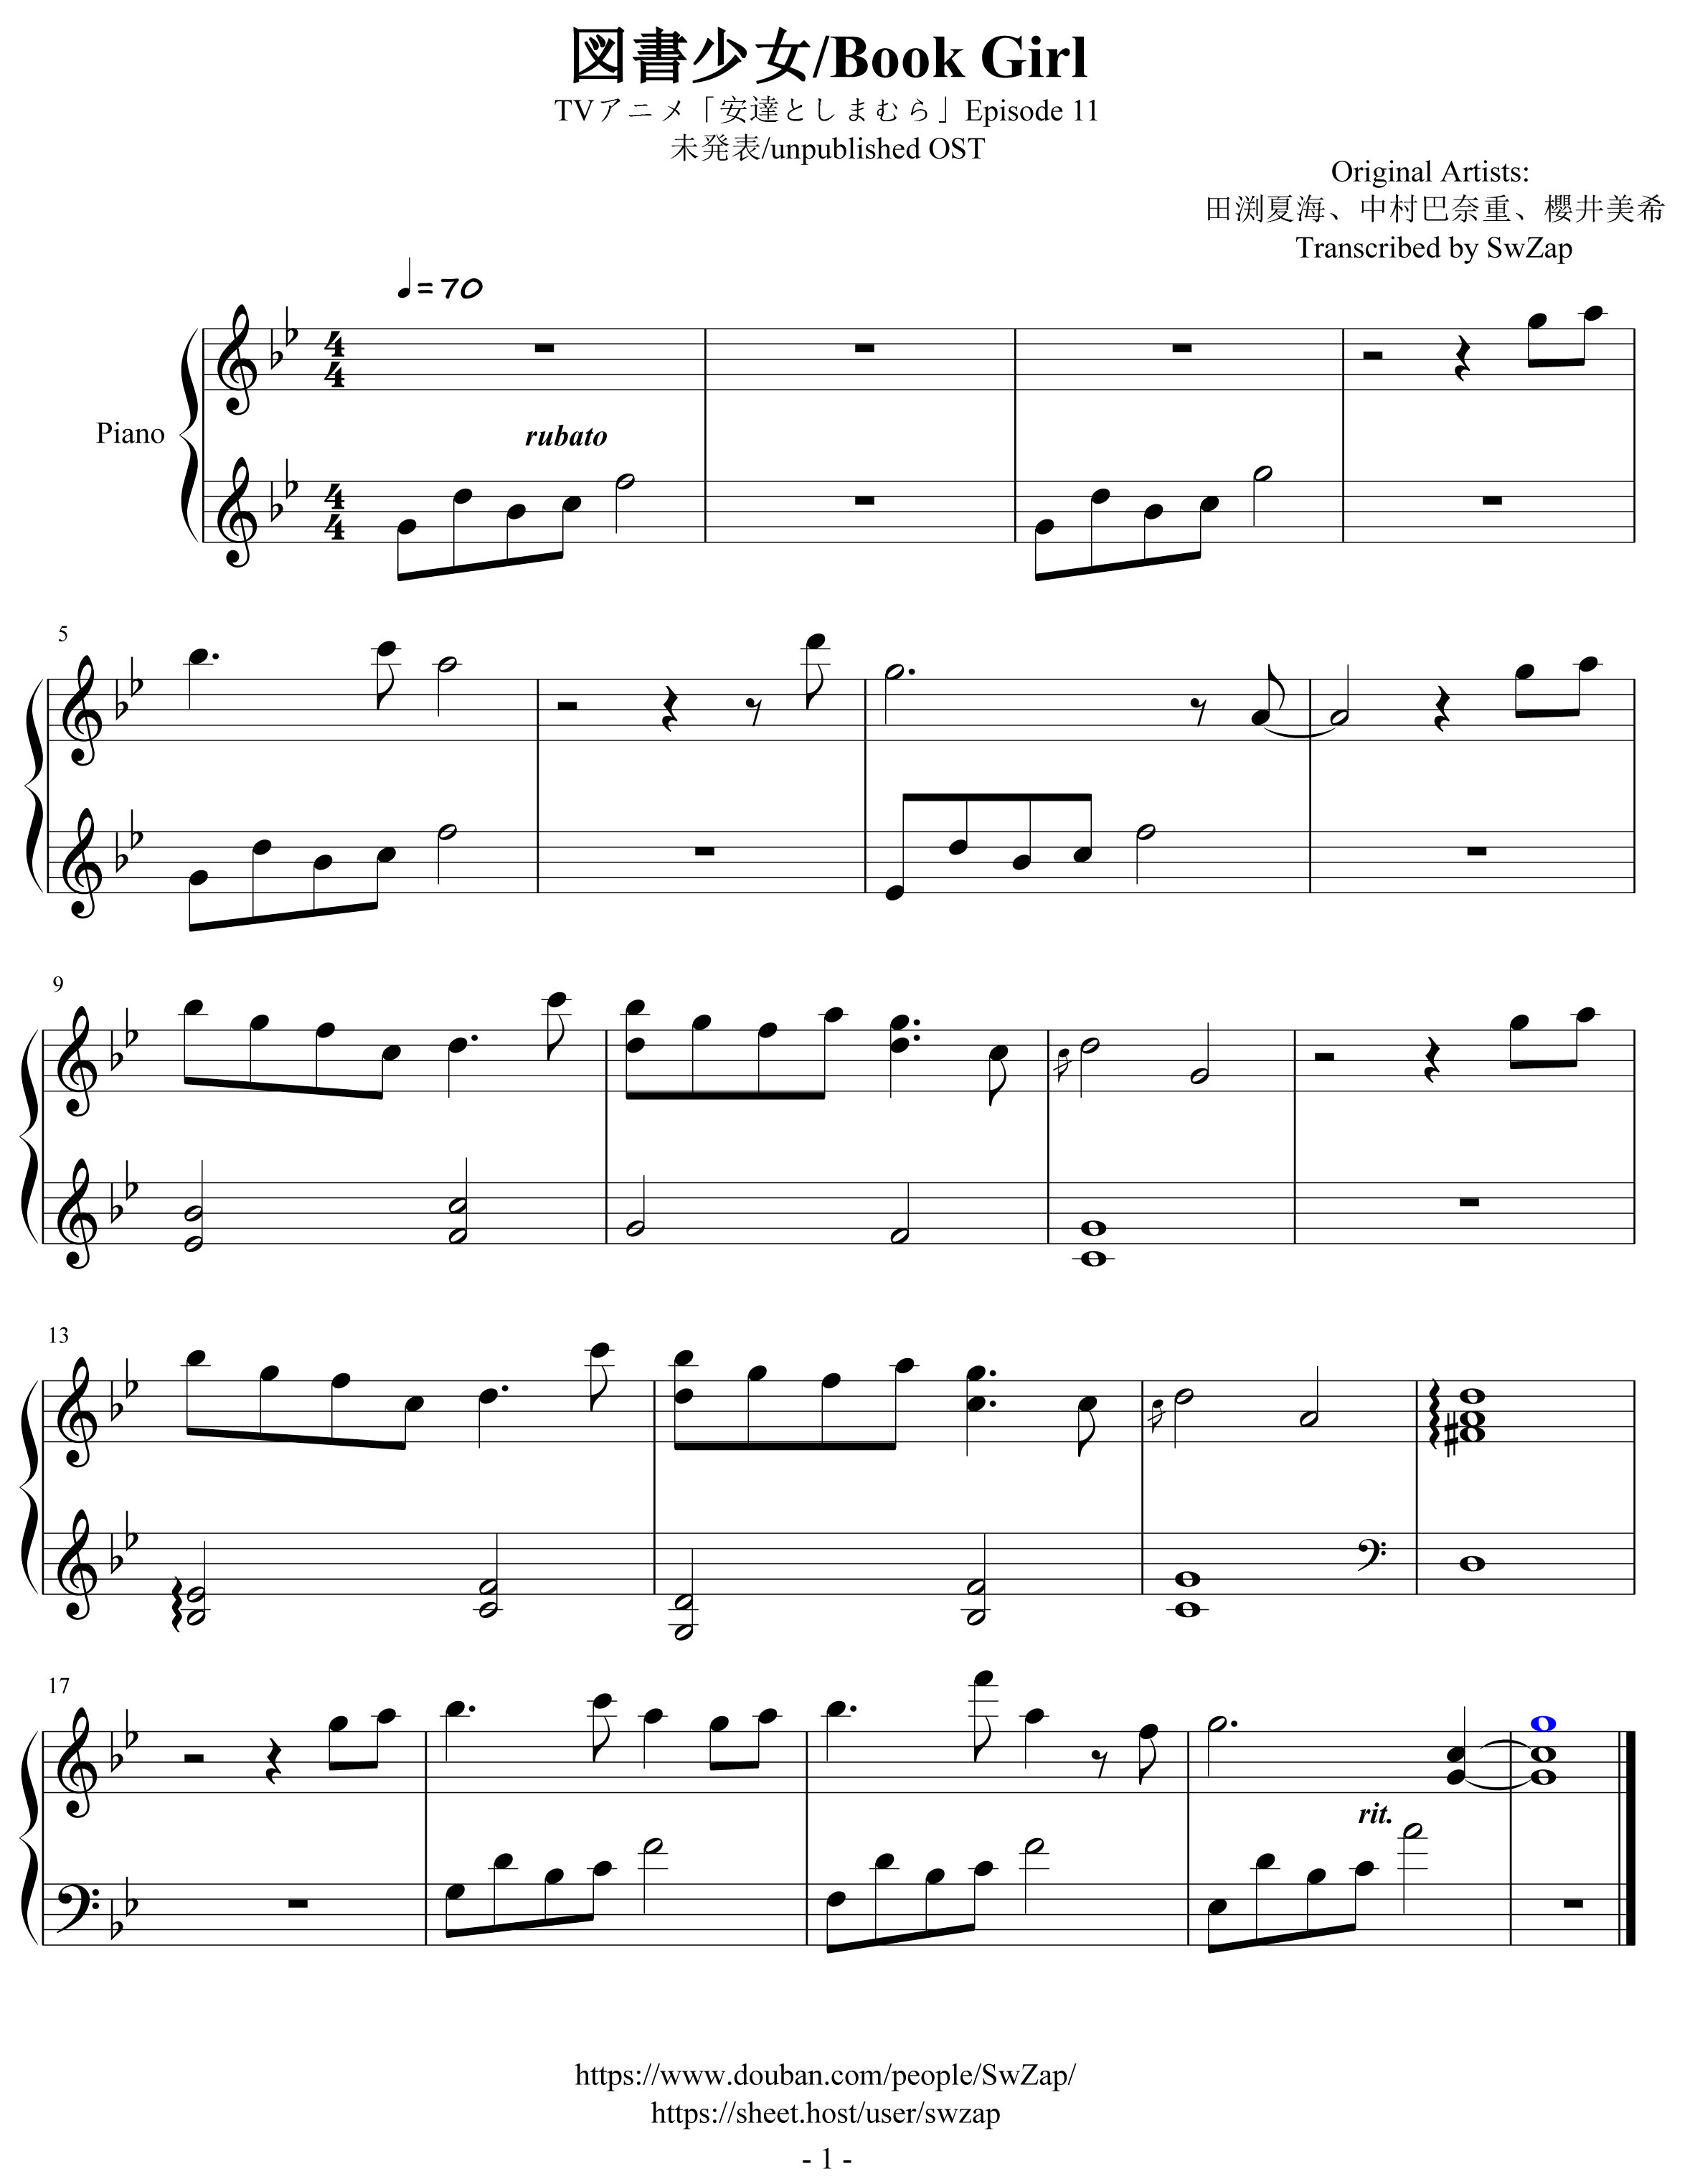 図書少女/Book Girl
TVアニメ「安達としまむら」Episode 11
未発表/unpublished OST
Original Artists:
田渕夏海、中村巴奈重、櫻井美希
Transcribed by SwZap
= 70
Piano
rubato
5
9
13
17
rit.
https://www.douban.com/people/SwZap/
https://sheet.host/user/swzap
- 1 -